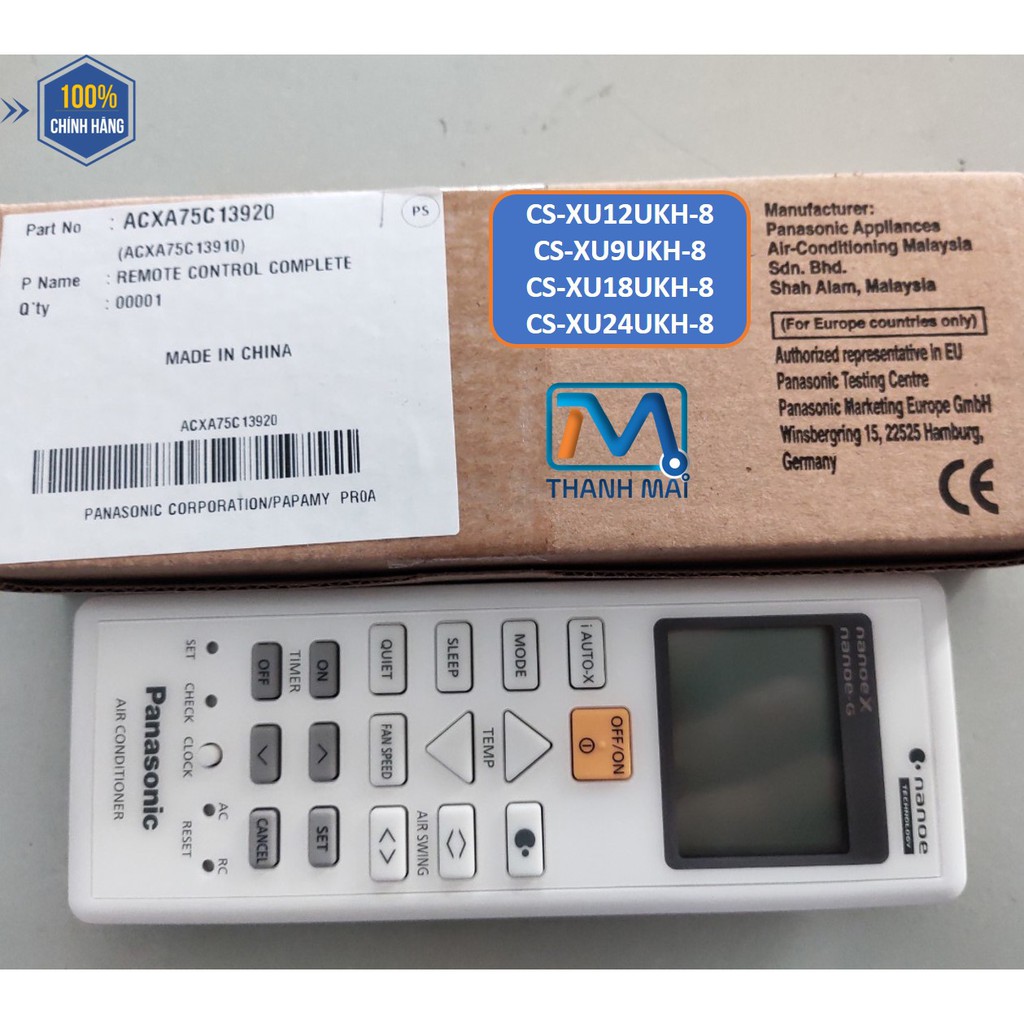 100%
CHÍNH HÃNG
Part No : ACXA75C13920
(ACXA75C13910)
P Name : REMOTE CONTROL COMPLETE
Q'ty : 00001
MADE IN CHINA
ACXA75C13920
PANASONIC CORPORATION/PAPAMY PR0A
PS
CS-XU12UKH-8
CS-XU9UKH-8
CS-XU18UKH-8
CS-XU24UKH-8
THANH MAI
Manufacturer:
Panasonic Appliances
Air-Conditioning Malaysia
Sdn. Bhd.
Shah Alam, Malaysia
(For Europe countries only)
Authorized representative in EU
Panasonic Testing Centre
Panasonic Marketing Europe GmbH
Winsbergring 15, 22525 Hamburg,
Germany
CE
nanoe
TECHNOLOGY
nanoe X
nanoe-G
i AUTO-X
OFF/ON
MODE
TEMP
SLEEP
AIR SWING
QUIET
FAN SPEED
TIMER
ON
SET
OFF
CANCEL
SET
CHECK
CLOCK
AC
RC
RESET
Panasonic
AIR CONDITIONER